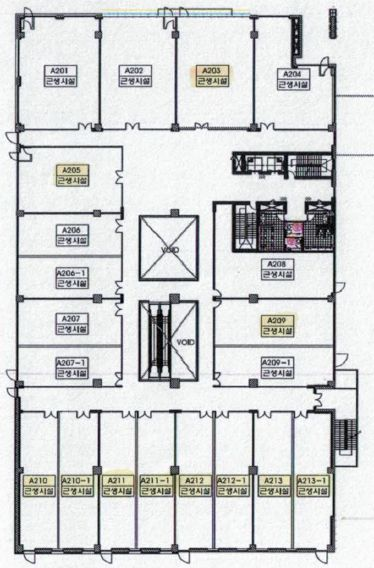 A201
근생시설
A202
근생시설
A203
근생시설
A204
근생시설
A205
근생시설
A206
근생시설
VOID
A208
근생시설
A206-1
근생시설
A207
근생시설
A209
근생시설
VOID
A207-1
근생시설
A209-1
근생시설
A210
근생시설
A210-1
근생시설
A211
근생시설
A211-1
근생시설
A212
근생시설
A212-1
근생시설
A213
근생시설
A213-1
근생시설